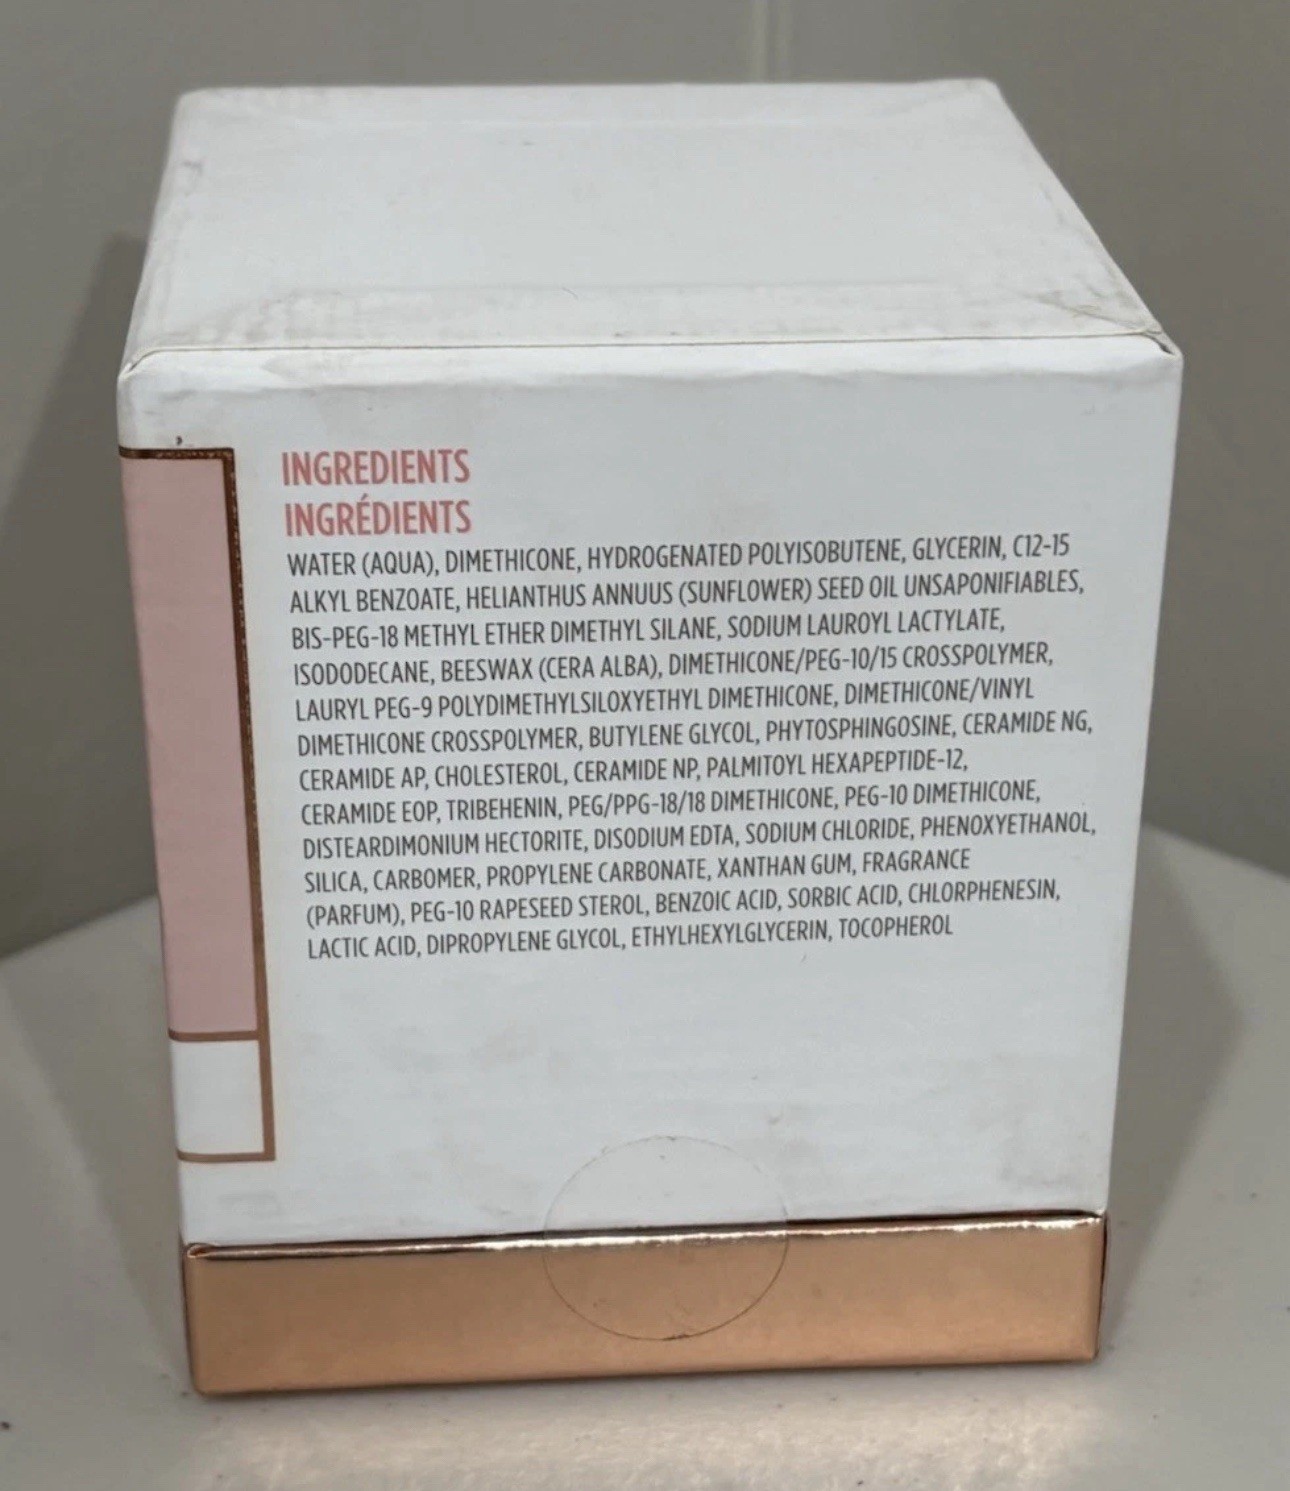 INGREDIENTS
INGRÉDIENTS
WATER (AQUA), DIMETHICONE, HYDROGENATED POLYISOBUTENE, GLYCERIN, C12-15
ALKYL BENZOATE, HELIANTHUS ANNUUS (SUNFLOWER) SEED OIL UNSAPONIFIABLES,
BIS-PEG-18 METHYL ETHER DIMETHYL SILANE, SODIUM LAUROYL LACTYLATE,
ISODODECANE, BEESWAX (CERA ALBA), DIMETHICONE/PEG-10/15 CROSSPOLYMER,
LAURYL PEG-9 POLYDIMETHYLSILOXYETHYL DIMETHICONE, DIMETHICONE/VINYL
DIMETHICONE CROSSPOLYMER, BUTYLENE GLYCOL, PHYTOSPHINGOSINE, CERAMIDE NG,
CERAMIDE AP, CHOLESTEROL, CERAMIDE NP, PALMITOYL HEXAPEPTIDE-12,
CERAMIDE EOP, TRIBEHENIN, PEG/PPG-18/18 DIMETHICONE, PEG-10 DIMETHICONE,
DISTEARDIMONIUM HECTORITE, DISODIUM EDTA, SODIUM CHLORIDE, PHENOXYETHANOL,
SILICA, CARBOMER, PROPYLENE CARBONATE, XANTHAN GUM, FRAGRANCE
(PARFUM), PEG-10 RAPESEED STEROL, BENZOIC ACID, SORBIC ACID, CHLORPHENESIN,
LACTIC ACID, DIPROPYLENE GLYCOL, ETHYLHEXYLGLYCERIN, TOCOPHEROL